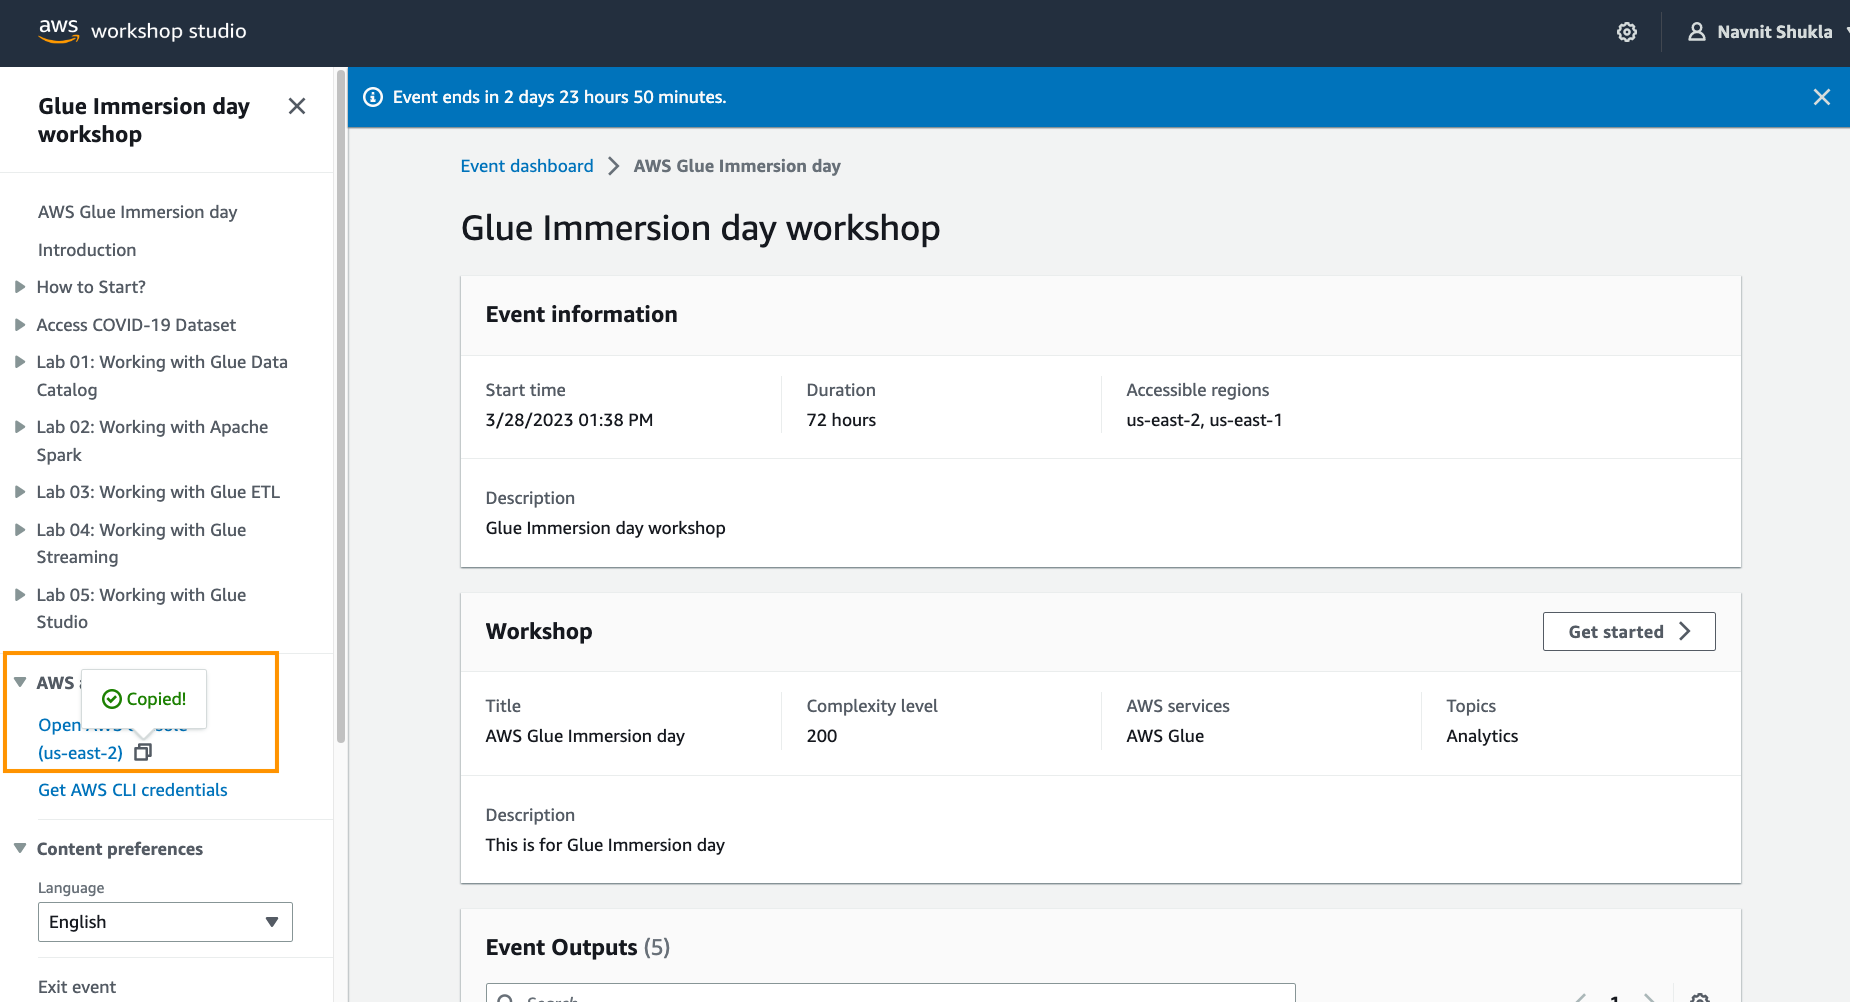 aws workshop studio
Navnit Shukla
Glue Immersion day
workshop
AWS Glue Immersion day
Introduction
How to Start?
Access COVID-19 Dataset
Lab 01: Working with Glue Data
Catalog
Lab 02: Working with Apache
Spark
Lab 03: Working with Glue ETL
Lab 04: Working with Glue
Streaming
Lab 05: Working with Glue
Studio
AWS
Copied!
Open
(us-east-2)
Get AWS CLI credentials
Content preferences
Language
English
Exit event
Event ends in 2 days 23 hours 50 minutes.
Event dashboard AWS Glue Immersion day
Glue Immersion day workshop
Event information
Start time Duration Accessible regions
3/28/2023 01:38 PM 72 hours us-east-2, us-east-1
Description
Glue Immersion day workshop
Workshop
Get started
Title Complexity level AWS services Topics
AWS Glue Immersion day 200 AWS Glue Analytics
Description
This is for Glue Immersion day
Event Outputs (5)
Search
1